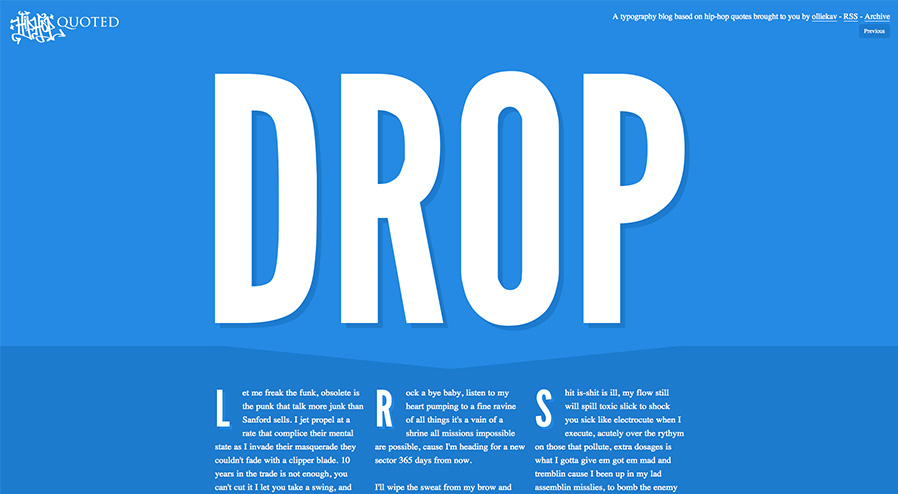 HipHop QUOTED
A typography blog based on hip-hop quotes brought to you by olliekav - RSS - Archive
Previous
DROP
Let me freak the funk, obsolete is
the punk that talk more junk than
Sanford sells. I jet propel at a
rate that complice their mental
state as I invade their masquerade they
couldn't fade with a clipper blade. 10
years in the trade is not enough, you
can't cut it I let you take a swing, and
Rock a bye baby, listen to my
heart pumping to a fine ravine
of all things it's a vain of a
shrine all missions impossible
are possible, cause I'm heading for a new
sector 365 days from now.
I'll wipe the sweat from my brow and
Shit is-shit is ill, my flow still
will spill toxic slick to shock
you sick like electrocute when I
execute, acutely over the rythym
on those that pollute, extra dosages is
what I gotta give em got em mad and
tremblin cause I been up in my lad
assemblin misslies, to bomb the enemy